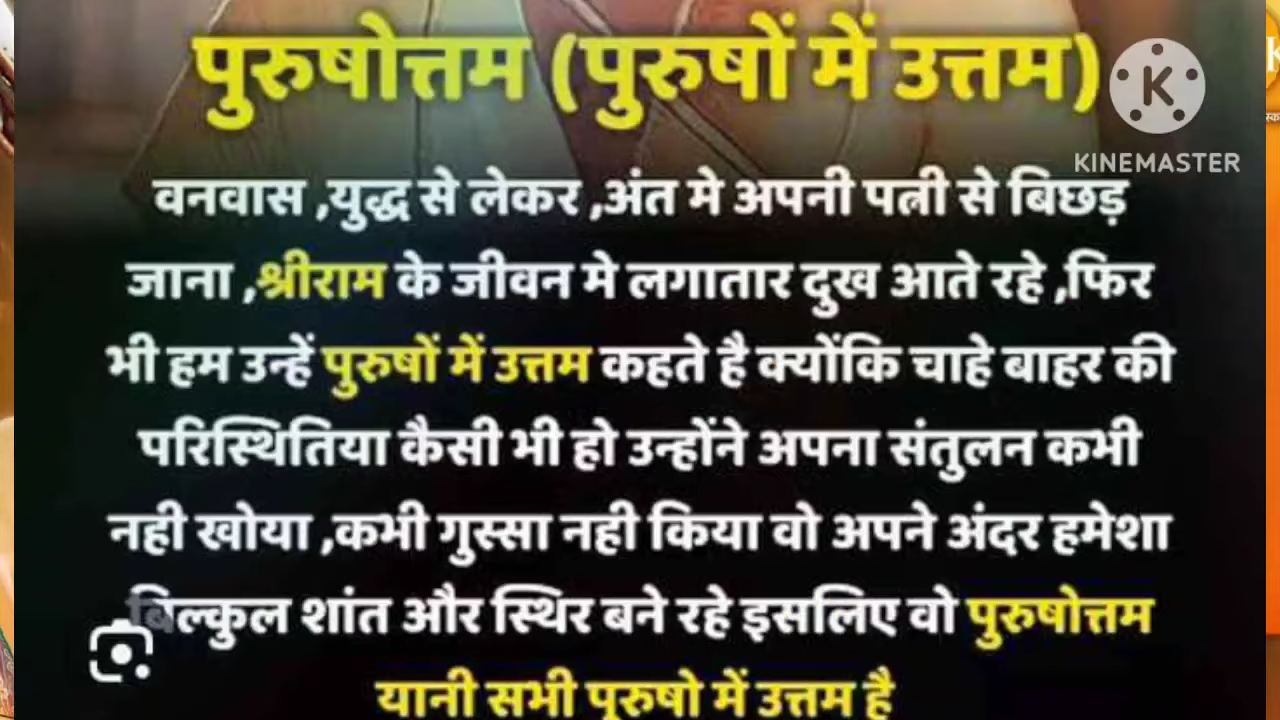 पुरुषोत्तम (पुरुषों में उत्तम)
KINEMASTER
वनवास ,युद्ध से लेकर ,अंत मे अपनी पत्नी से बिछड़
जाना ,श्रीराम के जीवन मे लगातार दुख आते रहे ,फिर
भी हम उन्हें पुरुषों में उत्तम कहते है क्योंकि चाहे बाहर की
परिस्थितिया कैसी भी हो उन्होंने अपना संतुलन कभी
नही खोया ,कभी गुस्सा नही किया वो अपने अंदर हमेशा
बिल्कुल शांत और स्थिर बने रहे इसलिए वो पुरुषोत्तम
यानी सभी पुरुषो में उत्तम है